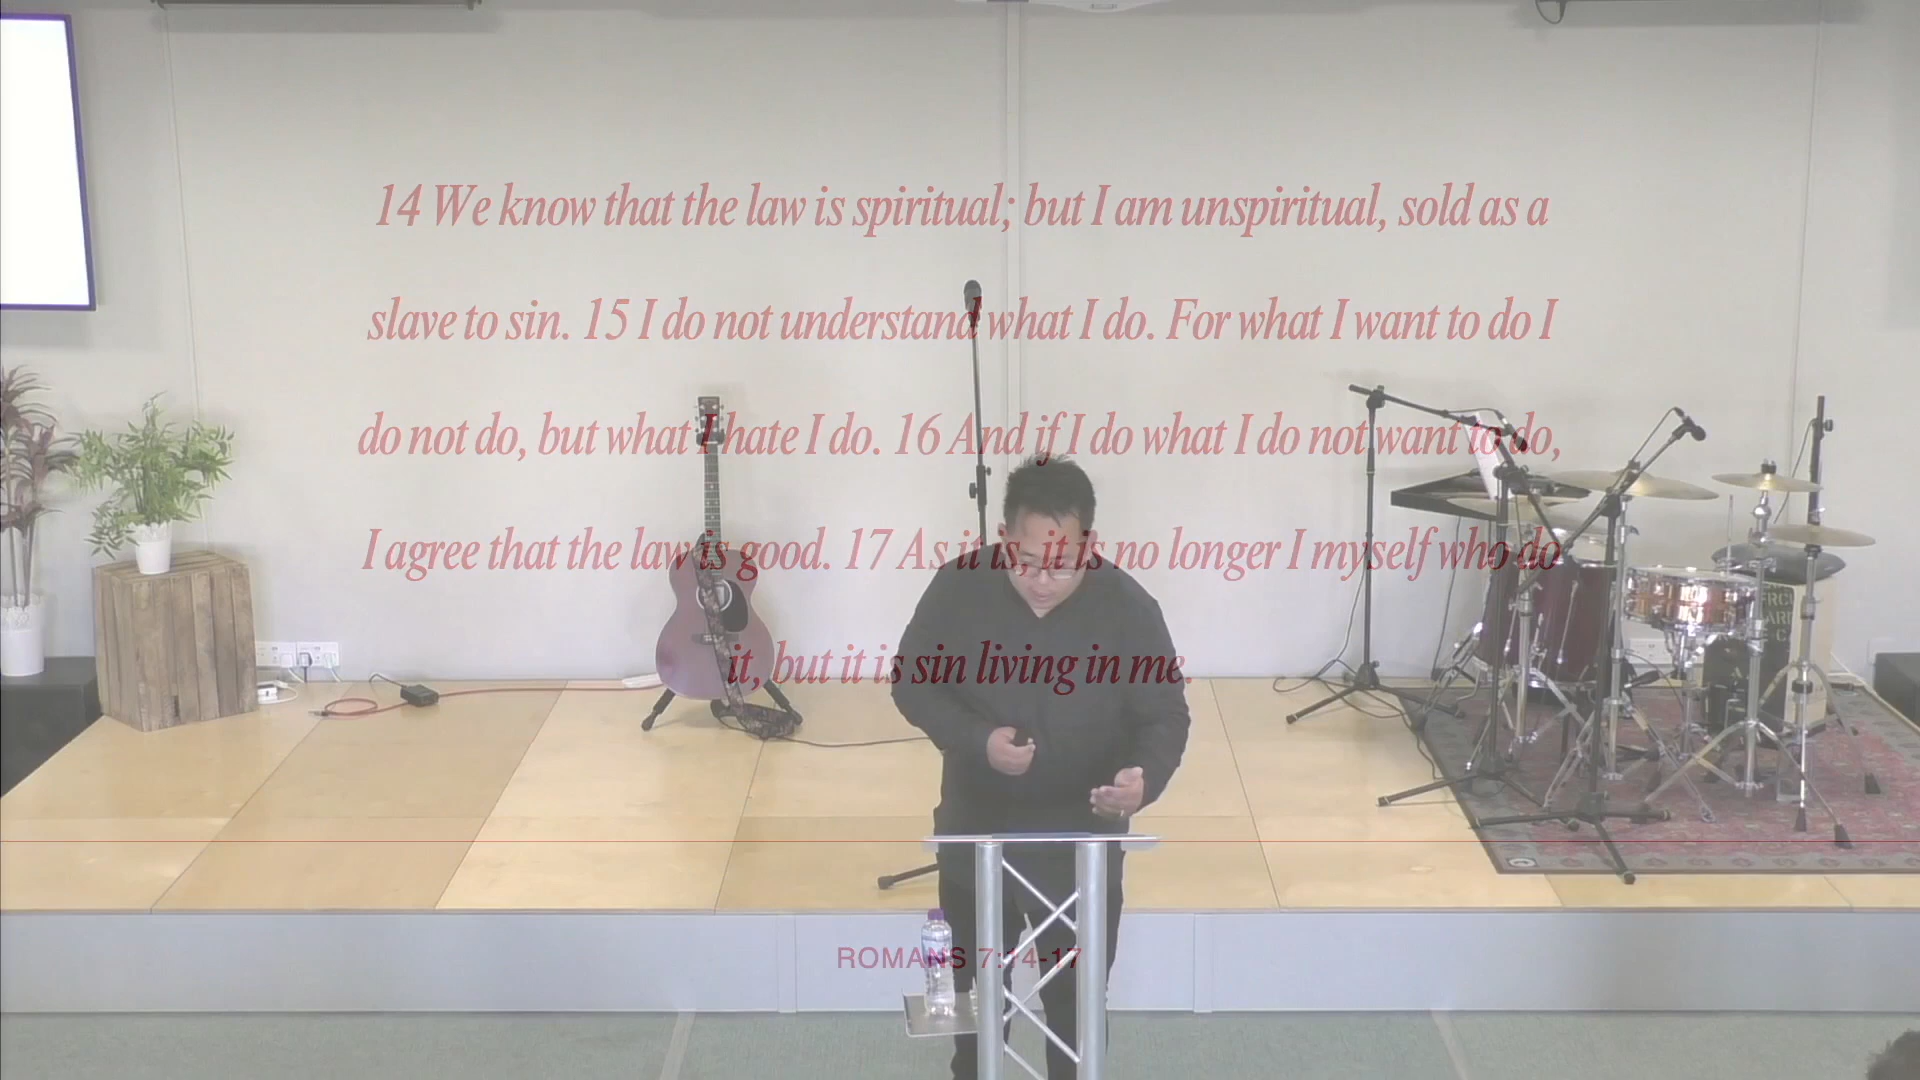 14 We know that the law is spiritual; but I am unspiritual, sold as a
slave to sin. 15 I do not understand what I do. For what I want to do I
do not do, but what I hate I do. 16 And if I do what I do not want to do,
I agree that the law is good. 17 As it is, it is no longer I myself who do
it, but it is sin living in me.
ROMANS 7:14-17